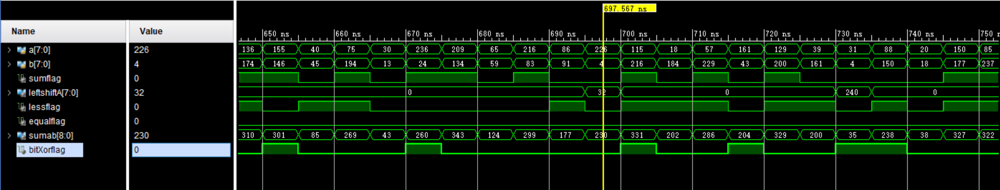 697.567 ns
Name Value
650 ns 660 ns 670 ns 680 ns 690 ns 700 ns 710 ns 720 ns 730 ns 740 ns 750 n
a[7:0] 226 136 155 40 75 30 236 209 65 216 86 226 115 18 57 161 129 39 31 88 20 150 85
b[7:0] 4 174 146 45 194 13 24 134 59 83 91 4 216 184 229 43 200 161 4 150 18 177 237
sumflag 0
leftshiftA[7:0] 32 0 32 0 240 0
lessflag 0
equalflag 0
sumab[8:0] 230 310 301 85 269 43 260 343 124 299 177 230 331 202 286 204 329 200 35 238 38 327 322
bitXorflag 0